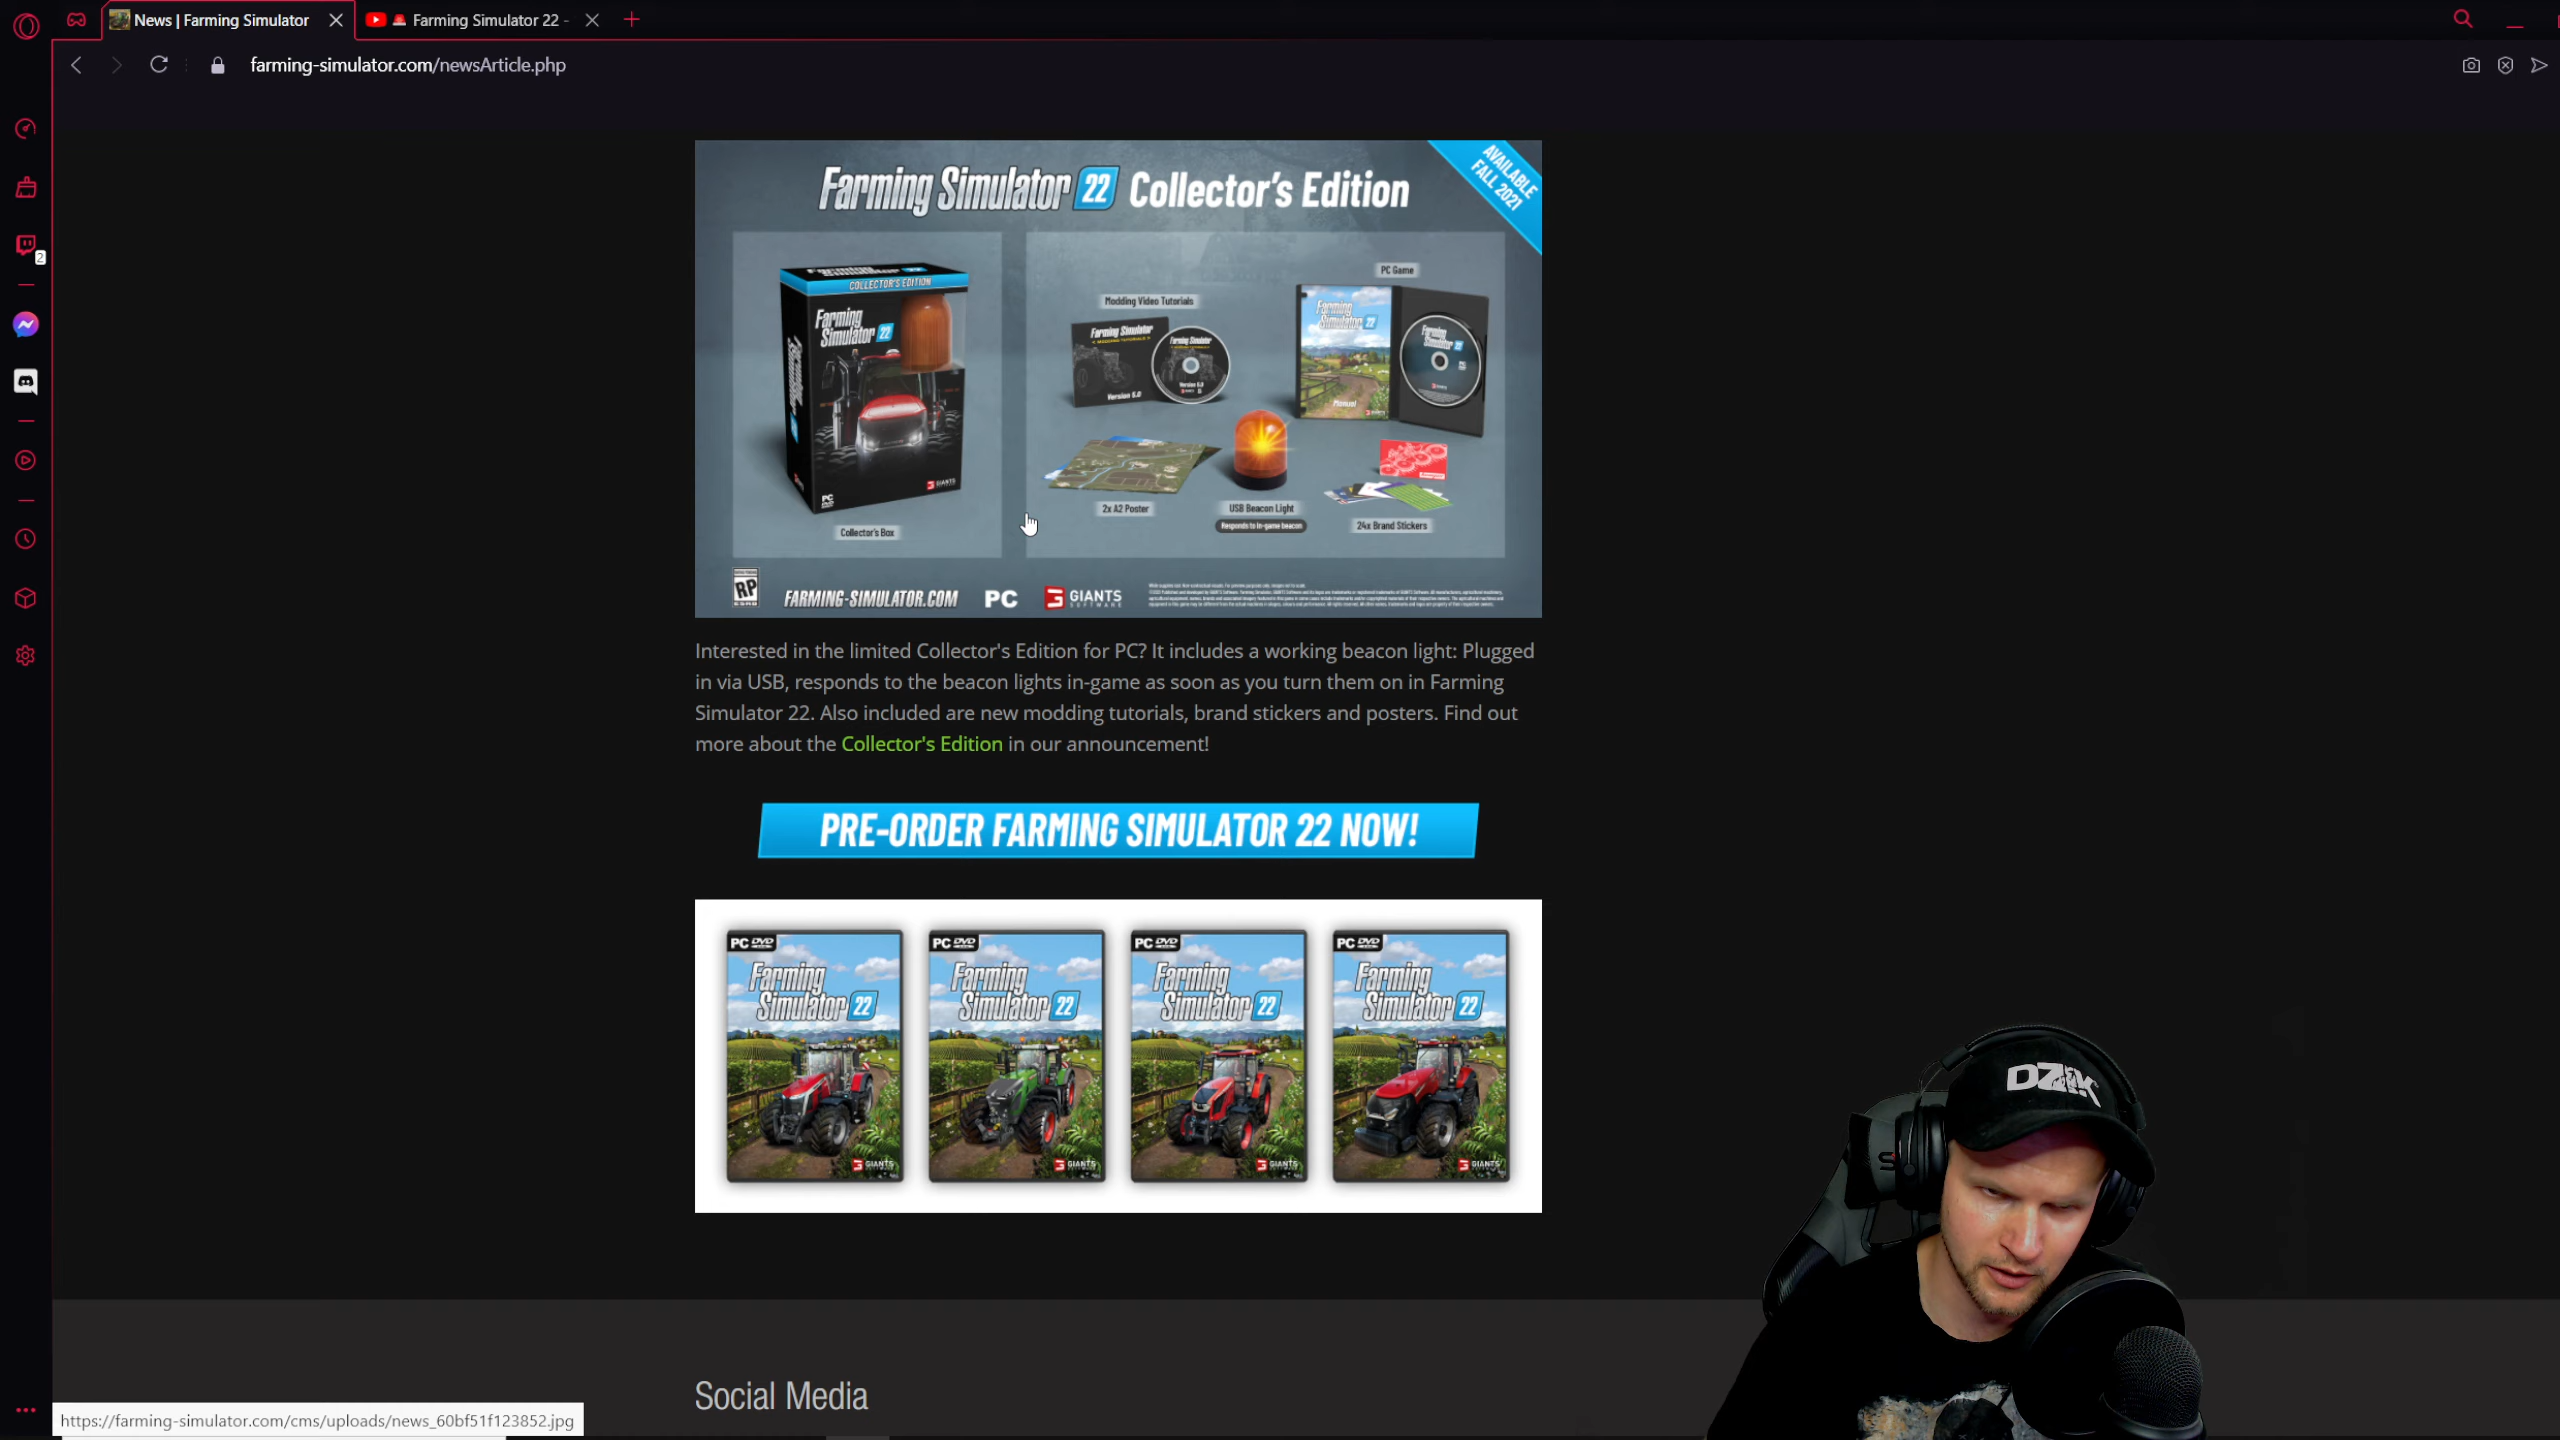 News | Farming Simulator
Farming Simulator 22 -
farming-simulator.com/newsArticle.php
2
Farming Simulator 22 Collector's Edition
AVAILABLE
FALL 2021
COLLECTOR'S EDITION
Farming
Simulator 22
PC
GIANTS
Collector's Box
Modding Video Tutorials
Farming Simulator
Version 5.0
PC Game
Farming
Simulator 22
Manual
2x A2 Poster
USB Beacon Light
Responds to in-game beacon
24x Brand Stickers
RP
FARMING-SIMULATOR.COM
PC
GIANTS
SOFTWARE
Interested in the limited Collector's Edition for PC? It includes a working beacon light: Plugged
in via USB, responds to the beacon lights in-game as soon as you turn them on in Farming
Simulator 22. Also included are new modding tutorials, brand stickers and posters. Find out
more about the Collector's Edition in our announcement!
PRE-ORDER FARMING SIMULATOR 22 NOW!
PC DVD
Farming
Simulator 22
GIANTS
PC DVD
Farming
Simulator 22
GIANTS
PC DVD
Farming
Simulator 22
GIANTS
PC DVD
Farming
Simulator 22
GIANTS
DZIK
Social Media
https://farming-simulator.com/cms/uploads/news_60bf51f123852.jpg